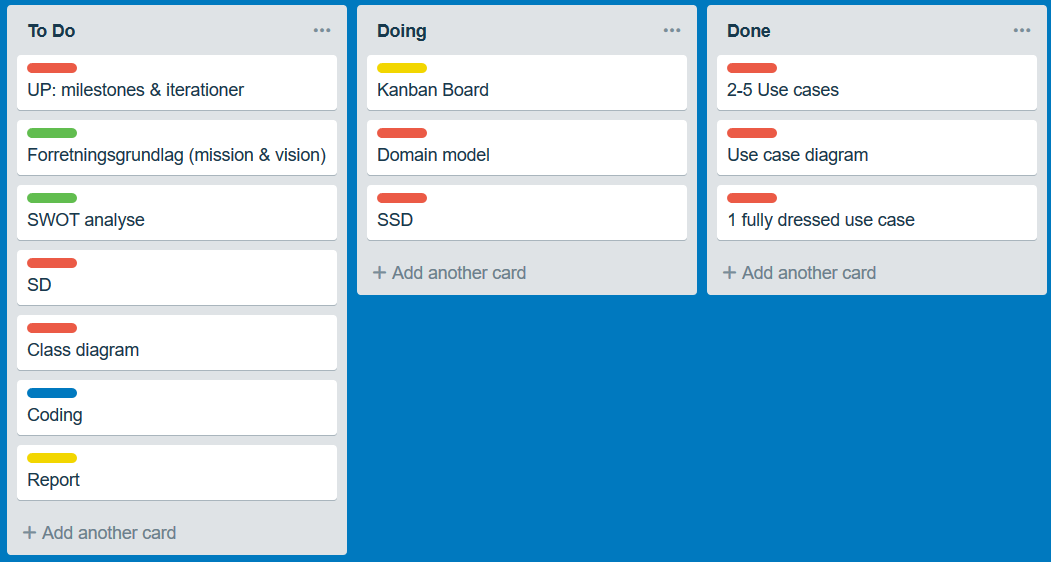 To Do
UP: milestones & iterationer
Forretningsgrundlag (mission & vision)
SWOT analyse
SD
Class diagram
Coding
Report
+ Add another card
Doing
Kanban Board
Domain model
SSD
+ Add another card
Done
2-5 Use cases
Use case diagram
1 fully dressed use case
+ Add another card